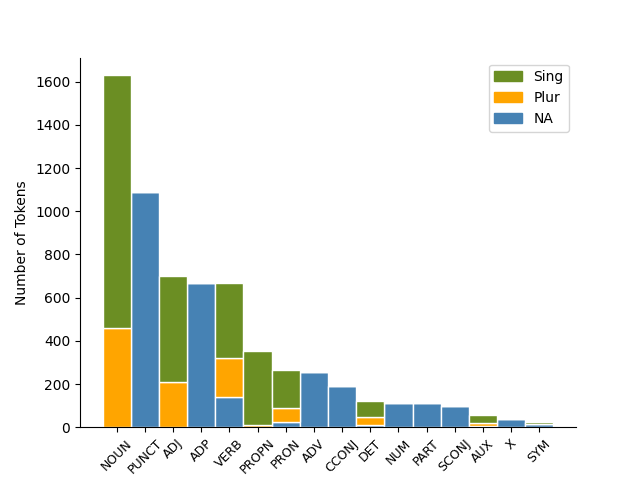 Sing
Plur
NA
Number of Tokens
1600
1400
1200
1000
800
600
400
200
0
NOUN
PUNCT
ADJ
ADP
VERB
PROPN
PRON
ADV
CCONJ
DET
NUM
PART
SCONJ
AUX
X
SYM